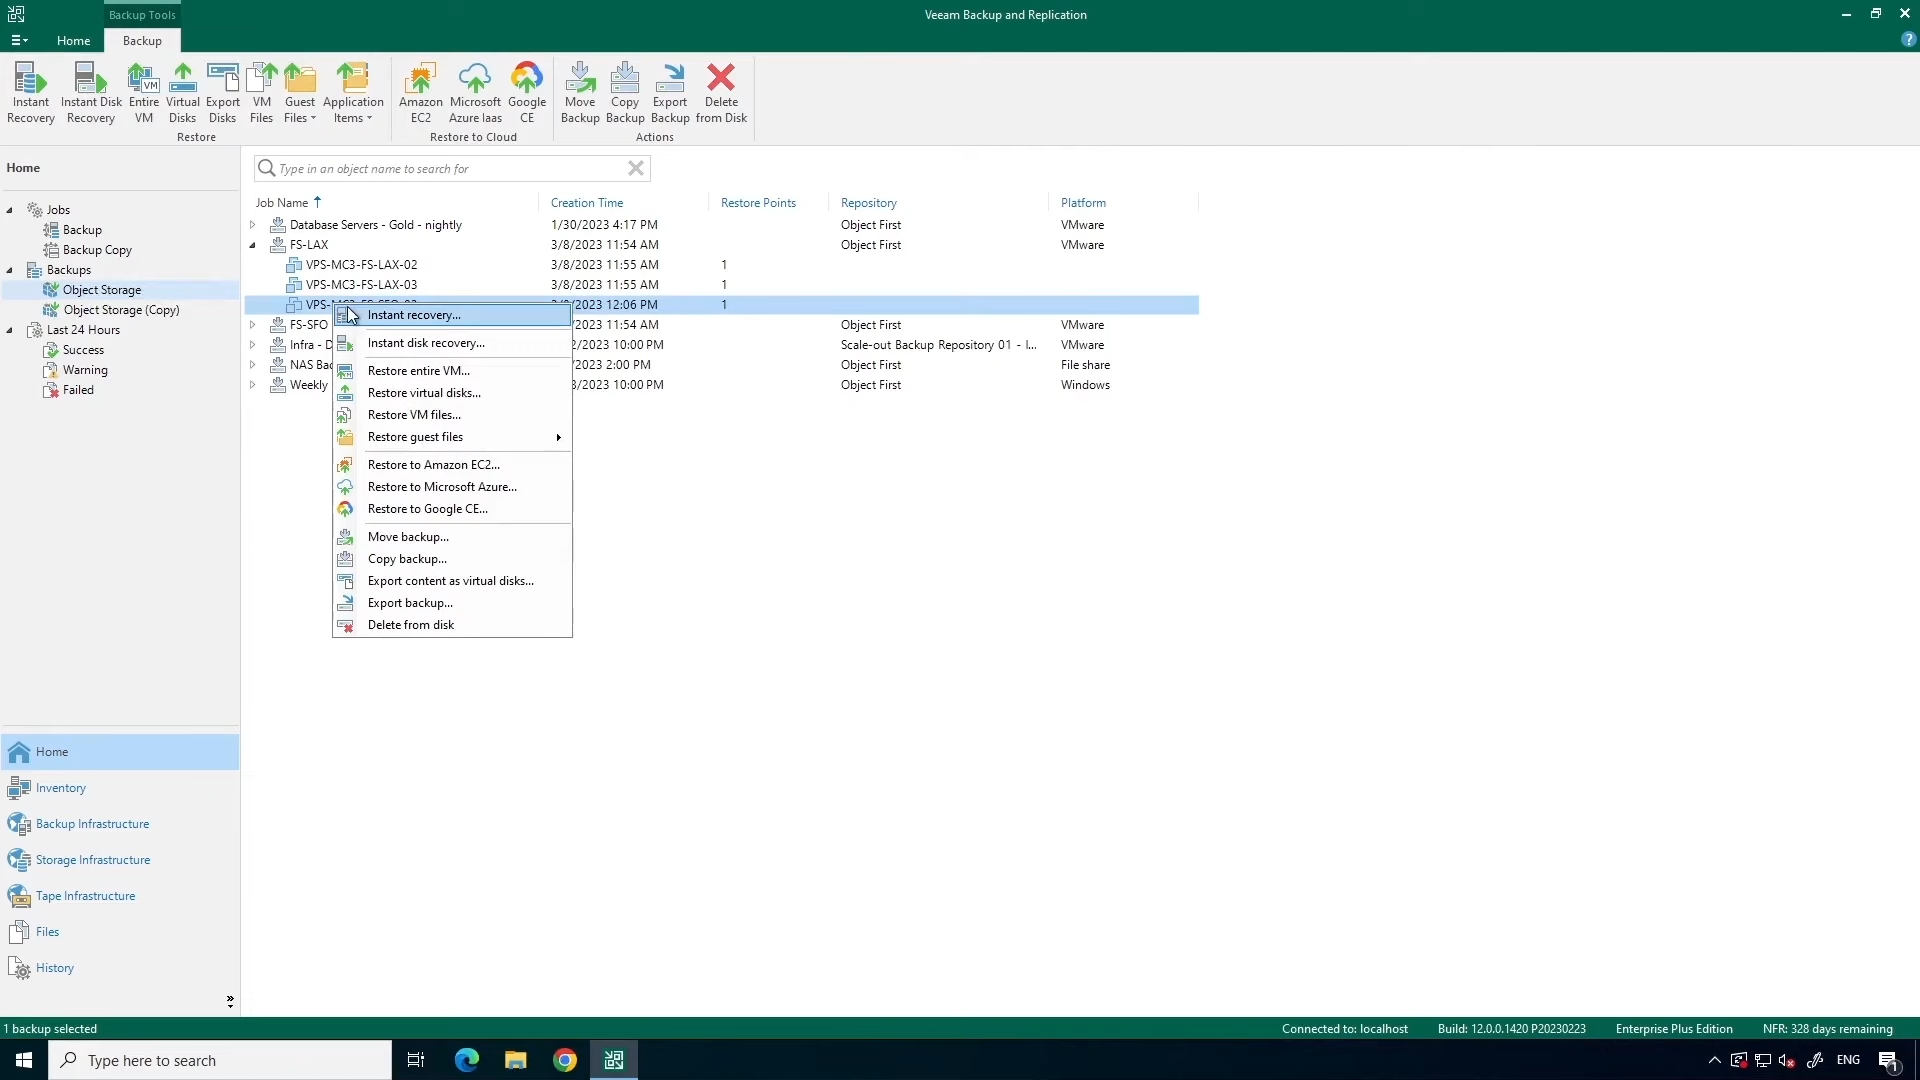 Backup Tools
Veeam Backup and Replication
Home
Backup
Instant Recovery
Instant Disk Recovery
Entire VM
Virtual Disks
Export Disks
VM Files
Guest Files
Application Items
Amazon EC2
Microsoft Azure Iaas
Google CE
Move Backup
Copy Backup
Export Backup
Delete from Disk
Restore
Restore to Cloud
Actions
Home
Type in an object name to search for
Jobs
Backup
Backup Copy
Backups
Object Storage
Object Storage (Copy)
Last 24 Hours
Success
Warning
Failed
Job Name
Creation Time
Restore Points
Repository
Platform
Database Servers - Gold - nightly
1/30/2023 4:17 PM
Object First
VMware
FS-LAX
3/8/2023 11:54 AM
Object First
VMware
VPS-MC3-FS-LAX-02
3/8/2023 11:55 AM
1
VPS-MC3-FS-LAX-03
3/8/2023 11:55 AM
1
2023 12:06 PM
1
FS-SFO
2023 11:54 AM
Object First
VMware
Infra - D
2023 10:00 PM
Scale-out Backup Repository 01 - I...
VMware
NAS Bac
2023 2:00 PM
Object First
File share
Weekly
2023 10:00 PM
Object First
Windows
Instant recovery...
Instant disk recovery...
Restore entire VM...
Restore virtual disks...
Restore VM files...
Restore guest files
Restore to Amazon EC2...
Restore to Microsoft Azure...
Restore to Google CE...
Move backup...
Copy backup...
Export content as virtual disks...
Export backup...
Delete from disk
Home
Inventory
Backup Infrastructure
Storage Infrastructure
Tape Infrastructure
Files
History
1 backup selected
Connected to: localhost
Build: 12.0.0.1420 P20230223
Enterprise Plus Edition
NFR: 328 days remaining
Type here to search
ENG
1